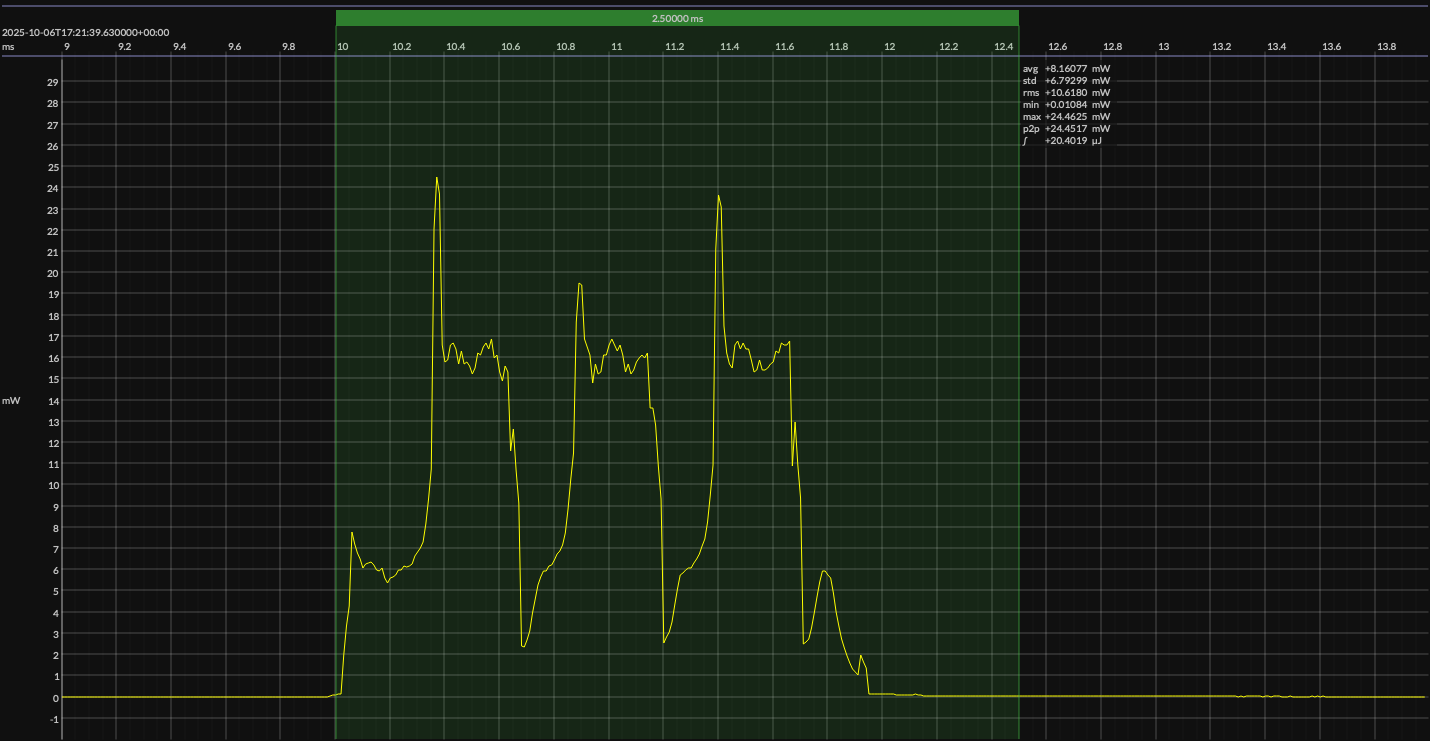 2.50000 ms
2025-10-06T17:21:39.630000+00:00
ms 9 9.2 9.4 9.6 9.8 10 10.2 10.4 10.6 10.8 11 11.2 11.4 11.6 11.8 12 12.2 12.4 12.6 12.8 13 13.2 13.4 13.6 13.8
avg +8.16077 mW
std +6.79299 mW
rms +10.6180 mW
min +0.01084 mW
max +24.4625 mW
p2p +24.4517 mW
∫ +20.4019 µJ
29
28
27
26
25
24
23
22
21
20
19
18
17
16
15
mW 14
13
12
11
10
9
8
7
6
5
4
3
2
1
0
-1